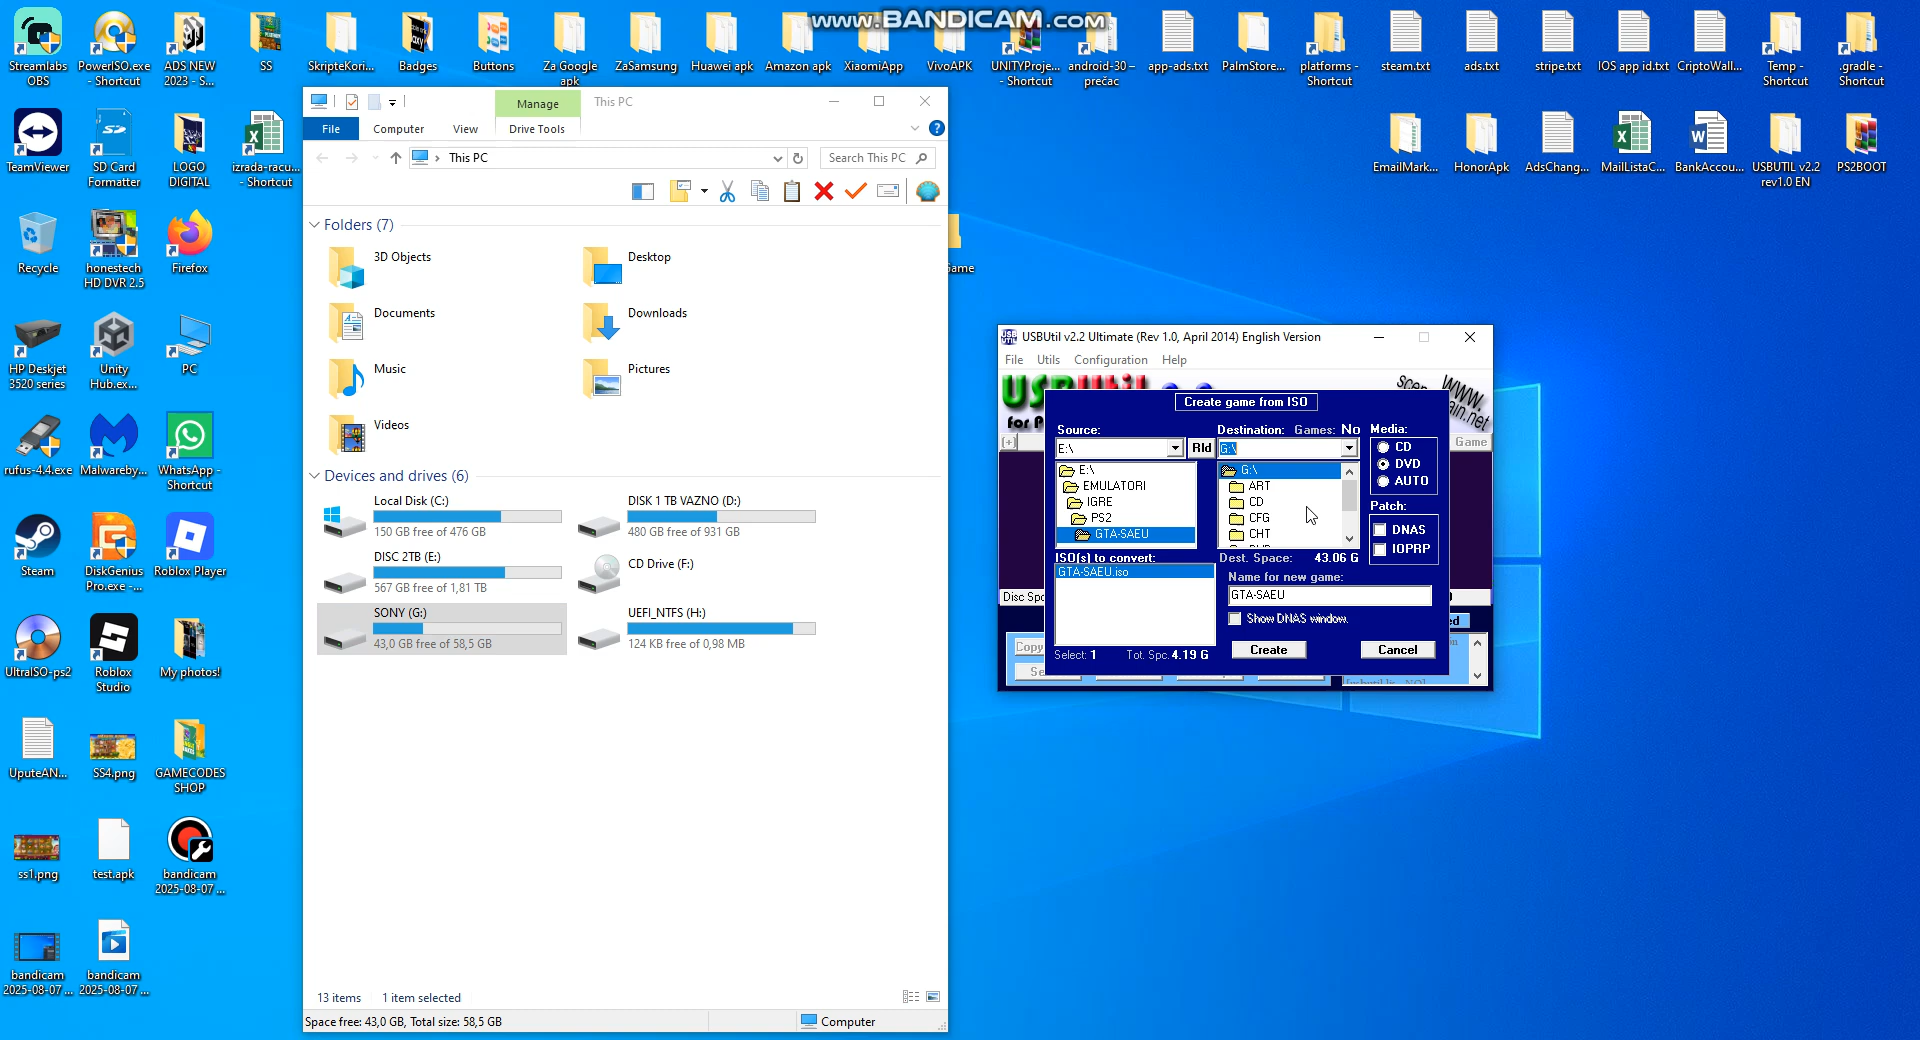 www.BANDICAM.com
Streamlabs OBS
PowerISO.exe - Shortcut
ADS NEW 2023 - S...
SS
SkripteKori...
Badges
Buttons
Za Google apk
ZaSamsung
Huawei apk
Amazon apk
XiaomiApp
VivoAPK
UNITYProje... - Shortcut
android-30 – prečac
app-ads.txt
PalmStore...
platforms - Shortcut
steam.txt
ads.txt
stripe.txt
IOS app id.txt
CriptoWall...
Temp - Shortcut
.gradle - Shortcut
TeamViewer
SD Card Formatter
LOGO DIGITAL
izrada-racu... - Shortcut
EmailMark...
HonorApk
AdsChang...
MailListaC...
BankAccou...
USBUTIL v2.2 rev1.0 EN
PS2BOOT
Recycle
honestech HD DVR 2.5
Firefox
HP Deskjet 3520 series
Unity Hub.ex...
PC
rufus-4.4.exe
Malwareby...
WhatsApp - Shortcut
Steam
DiskGenius Pro.exe -...
Roblox Player
UltraISO-ps2
Roblox Studio
My photos!
UputeAN...
SS4.png
GAMECODES SHOP
ss1.png
test.apk
bandicam 2025-08-07 ...
bandicam 2025-08-07 ...
bandicam 2025-08-07 ...
Manage
This PC
File
Computer
View
Drive Tools
This PC
Search This PC
Folders (7)
3D Objects
Desktop
Documents
Downloads
Music
Pictures
Videos
Devices and drives (6)
Local Disk (C:)
150 GB free of 476 GB
DISK 1 TB VAZNO (D:)
480 GB free of 931 GB
DISC 2TB (E:)
567 GB free of 1,81 TB
CD Drive (F:)
SONY (G:)
43,0 GB free of 58,5 GB
UEFI_NTFS (H:)
124 KB free of 0,98 MB
13 items
1 item selected
Space free: 43,0 GB, Total size: 58,5 GB
Computer
USBUtil v2.2 Ultimate (Rev 1.0, April 2014) English Version
File Utils Configuration Help
www.
for P
[+]
Game
Disc Spa
Copy
Se
Create game from ISO
Source:
Destination:
Games: No
Media:
E:\
Rld
G:\
CD
DVD
AUTO
E:\
EMULATORI
IGRE
PS2
GTA-SAEU
G:\
ART
CD
CFG
CHT
Patch:
DNAS
IOPRP
ISO(s) to convert:
Dest. Space: 43.06 G
GTA-SAEU.iso
Name for new game:
GTA-SAEU
Show DNAS window.
Create
Cancel
Select: 1
Tot. Spc. 4.19 G